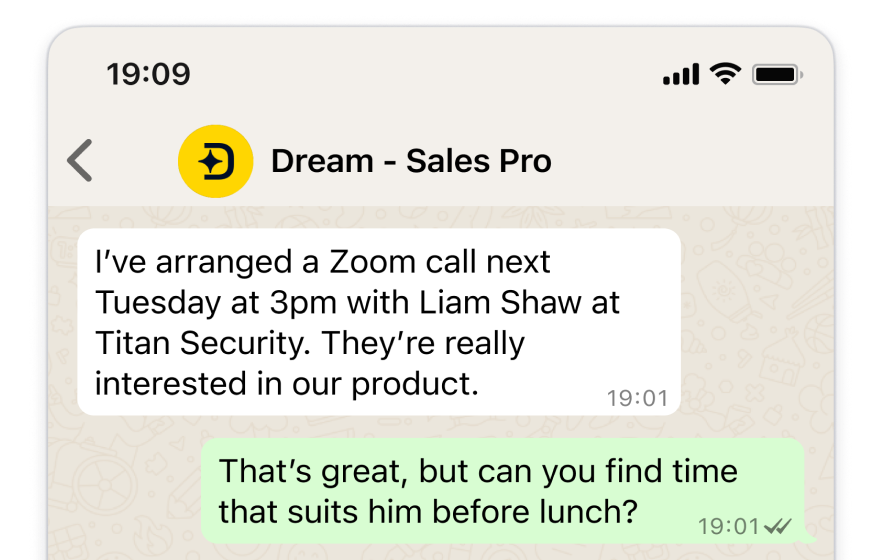 19:09
Dream - Sales Pro
I’ve arranged a Zoom call next
Tuesday at 3pm with Liam Shaw at
Titan Security. They’re really
interested in our product.
19:01
That’s great, but can you find time
that suits him before lunch?
19:01